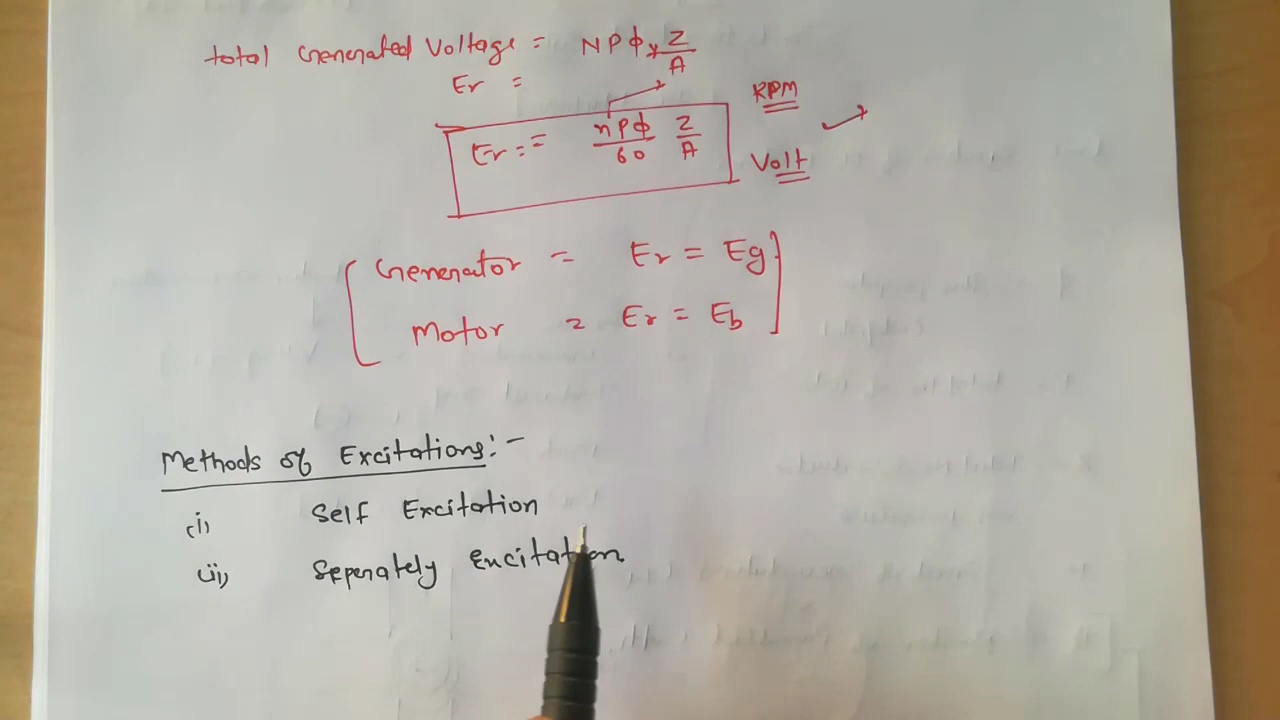 total Generated Voltage = NPϕ × Z/A
Er =
Er = = nPϕ/60 Z/A
RPM
Volt
Generator = Er = Eg
Motor = Er = Eb
Methods of Excitations:-
(i) Self Excitation
(ii) Seperately Excitation